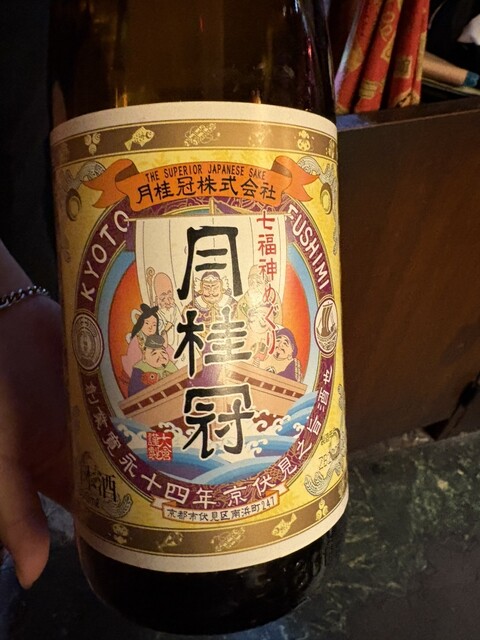 THE SUPERIOR JAPANESE SAKE
月桂冠株式会社
KYOTO
FUSHIMI
七福神めぐり
月桂冠
創業寛永十四年 京伏見之旨酒也
京都市伏見区南浜町247